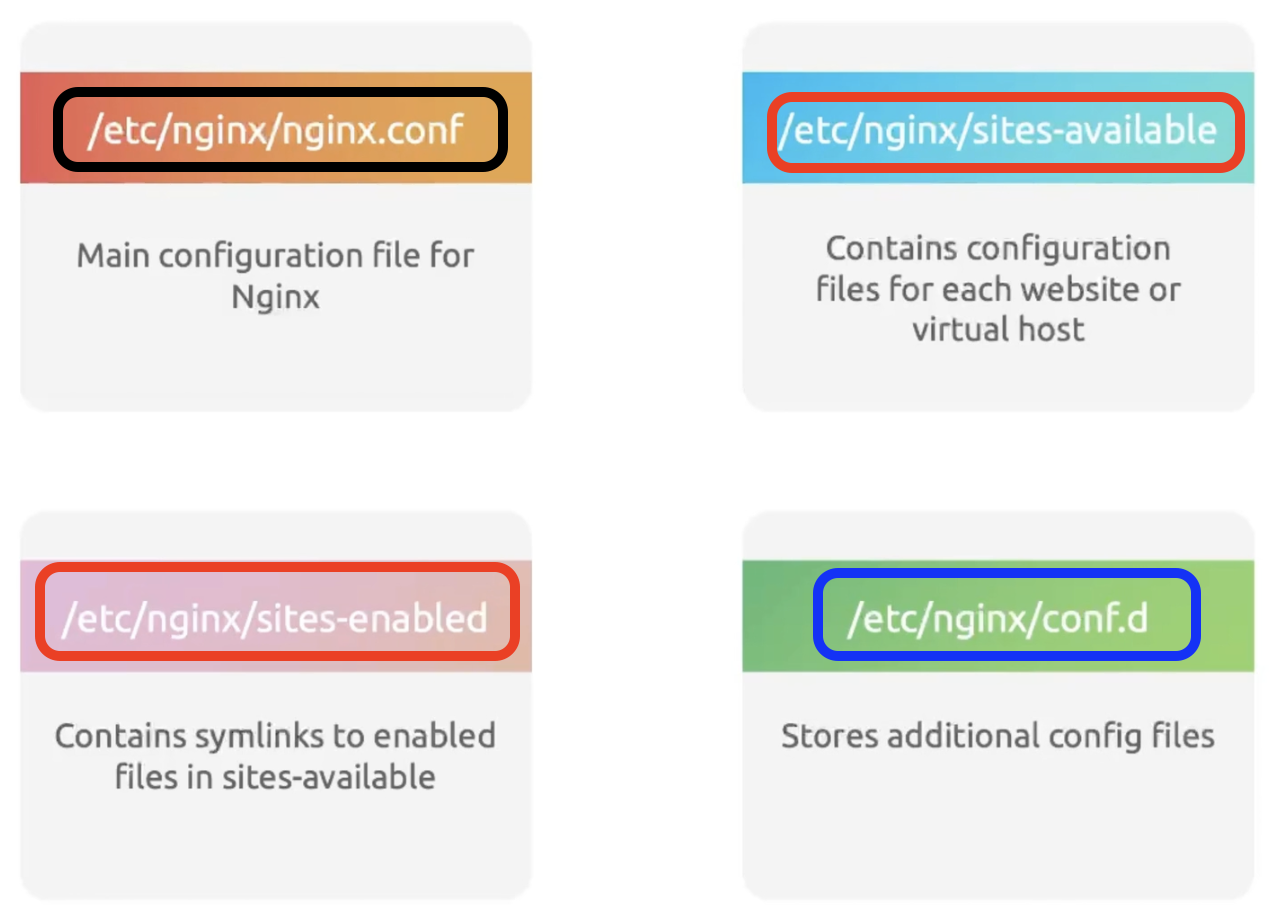 /etc/nginx/nginx.conf
Main configuration file for
Nginx
/etc/nginx/sites-available
Contains configuration
files for each website or
virtual host
/etc/nginx/sites-enabled
Contains symlinks to enabled
files in sites-available
/etc/nginx/conf.d
Stores additional config files